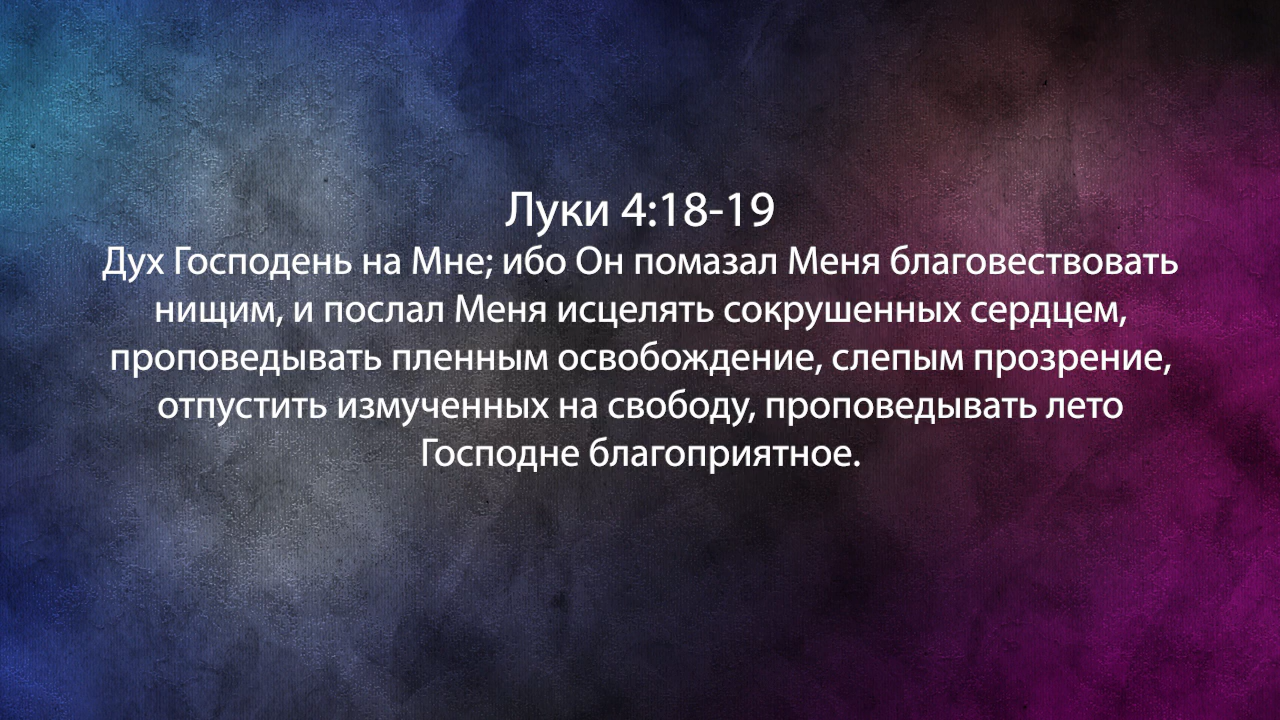 Луки 4:18-19
Дух Господень на Мне; ибо Он помазал Меня благовествовать
нищим, и послал Меня исцелять сокрушенных сердцем,
проповедывать пленным освобождение, слепым прозрение,
отпустить измученных на свободу, проповедывать лето
Господне благоприятное.